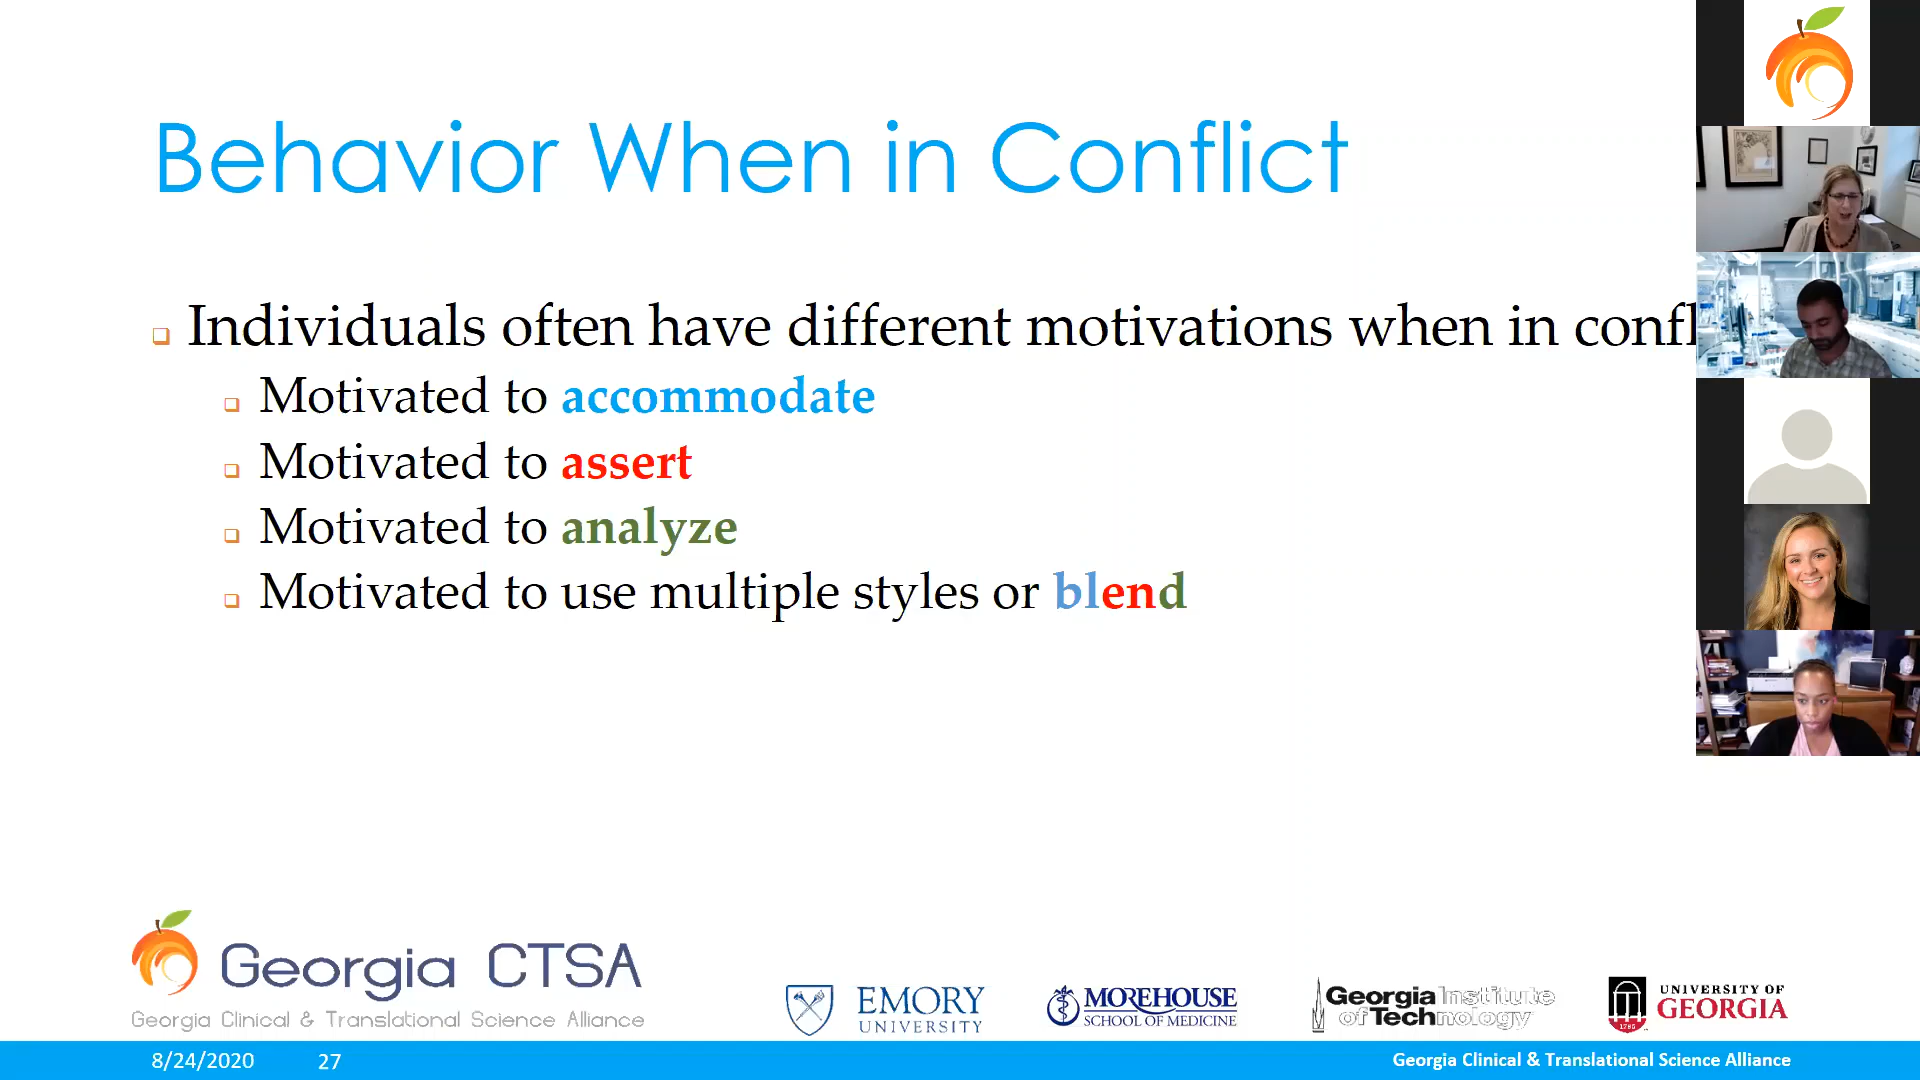 Behavior When in Conflict
Individuals often have different motivations when in confl
Motivated to accommodate
Motivated to assert
Motivated to analyze
Motivated to use multiple styles or blend
Georgia CTSA
Georgia Clinical & Translational Science Alliance
EMORY
UNIVERSITY
MOREHOUSE
SCHOOL OF MEDICINE
Georgia Institute
of Technology
1785
UNIVERSITY OF
GEORGIA
8/24/2020
27
Georgia Clinical & Translational Science Alliance